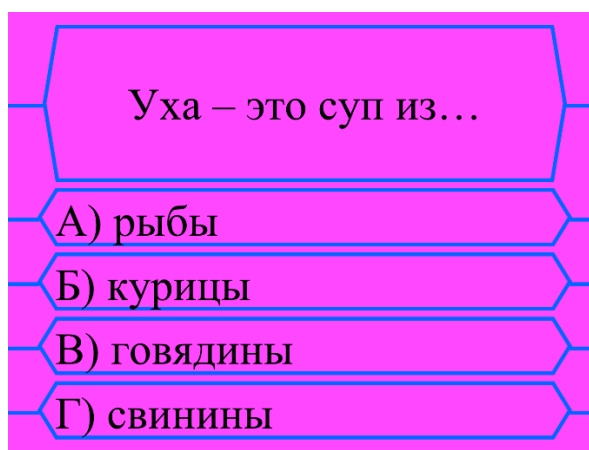 Уха – это суп из…
А) рыбы
Б) курицы
В) говядины
Г) свинины